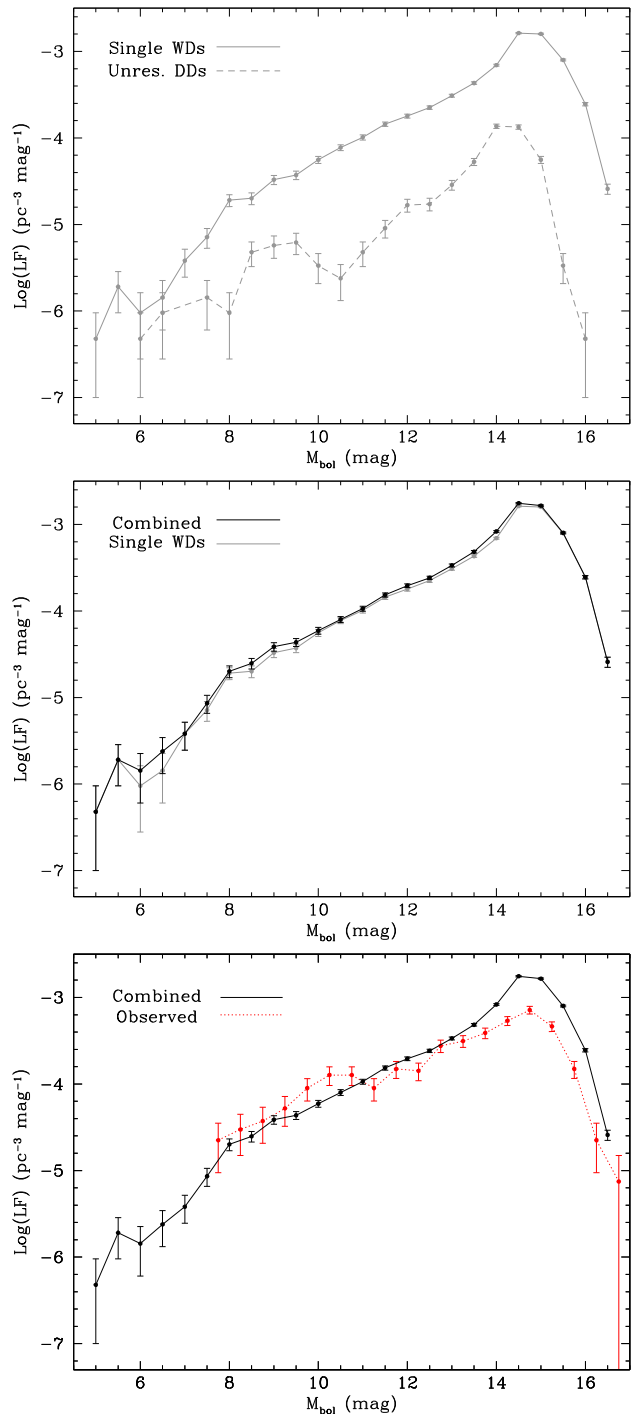 Single WDs
Unres. DDs
-3
-4
-5
-6
-7
Log(LF) (pc⁻³ mag⁻¹)
6 8 10 12 14 16
M_bol (mag)
Combined
Single WDs
-3
-4
-5
-6
-7
Log(LF) (pc⁻³ mag⁻¹)
6 8 10 12 14 16
M_bol (mag)
Combined
Observed
-3
-4
-5
-6
-7
Log(LF) (pc⁻³ mag⁻¹)
6 8 10 12 14 16
M_bol (mag)